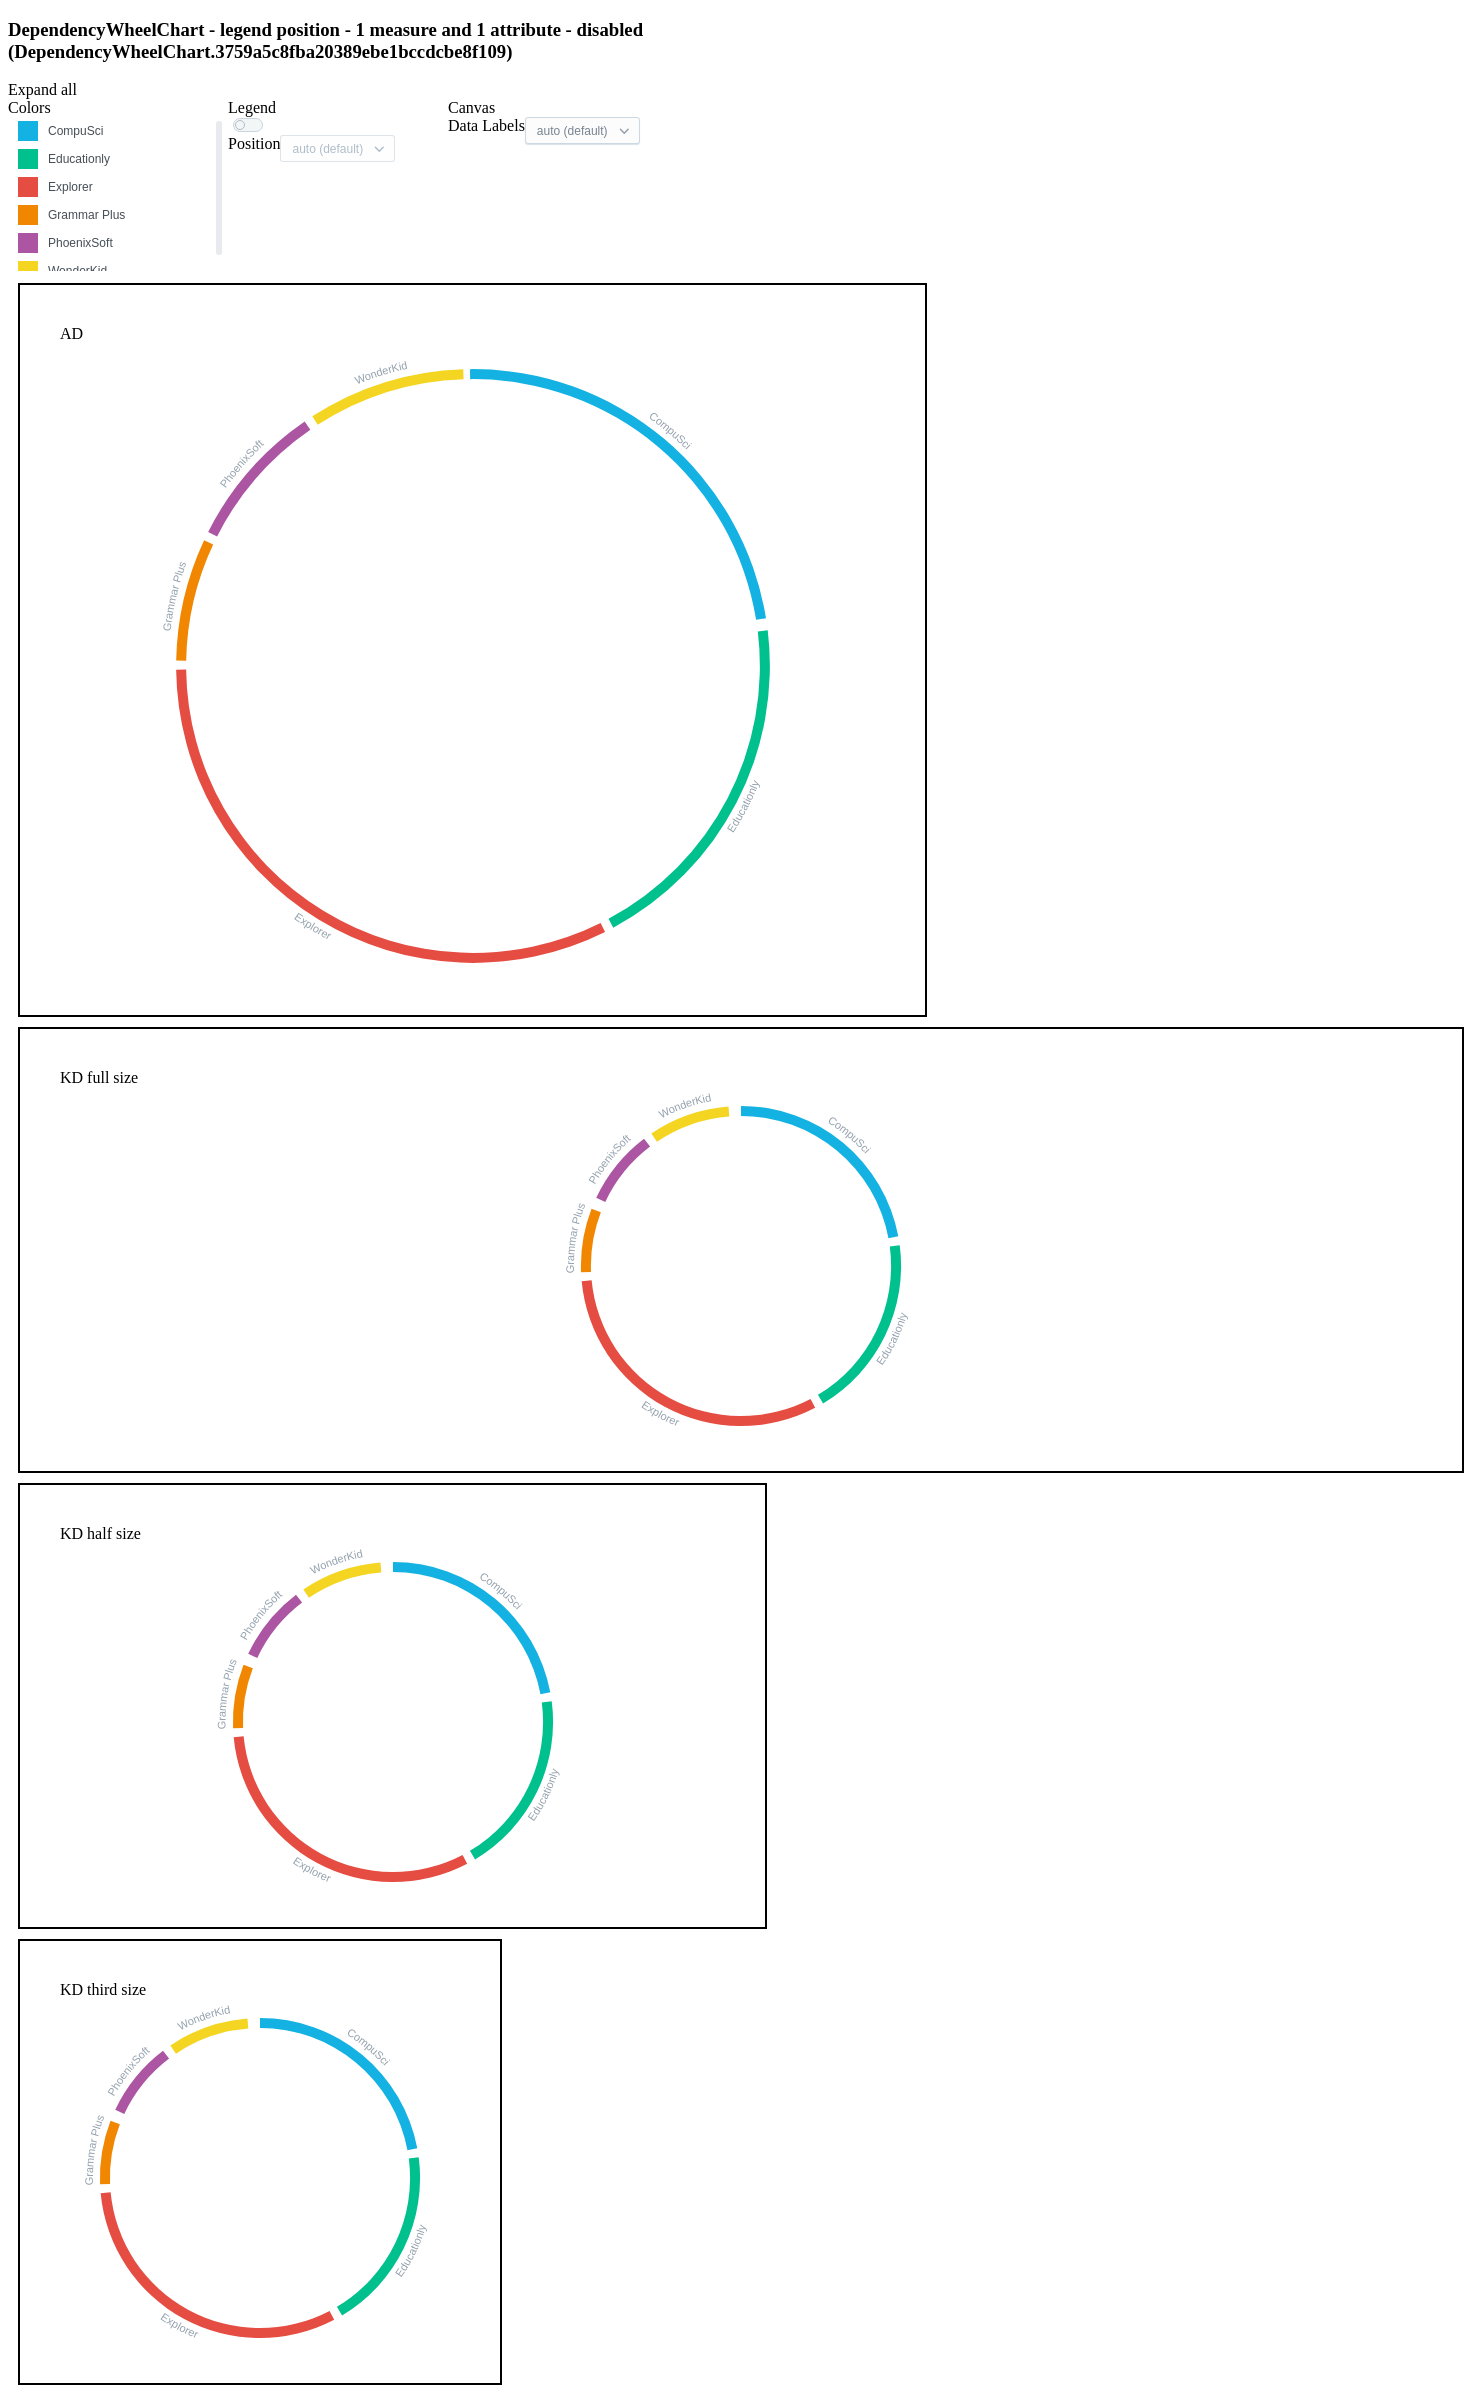 DependencyWheelChart - legend position - 1 measure and 1 attribute - disabled
(DependencyWheelChart.3759a5c8fba20389ebe1bccdcbe8f109)
Expand all
Colors
CompuSci
Educationly
Explorer
Grammar Plus
PhoenixSoft
WonderKid
Legend
Position auto (default)
Canvas
Data Labels auto (default)
AD
WonderKid
CompuSci
PhoenixSoft
Grammar Plus
Educationly
Explorer
KD full size
WonderKid
CompuSci
PhoenixSoft
Grammar Plus
Educationly
Explorer
KD half size
WonderKid
CompuSci
PhoenixSoft
Grammar Plus
Educationly
Explorer
KD third size
WonderKid
CompuSci
PhoenixSoft
Grammar Plus
Educationly
Explorer